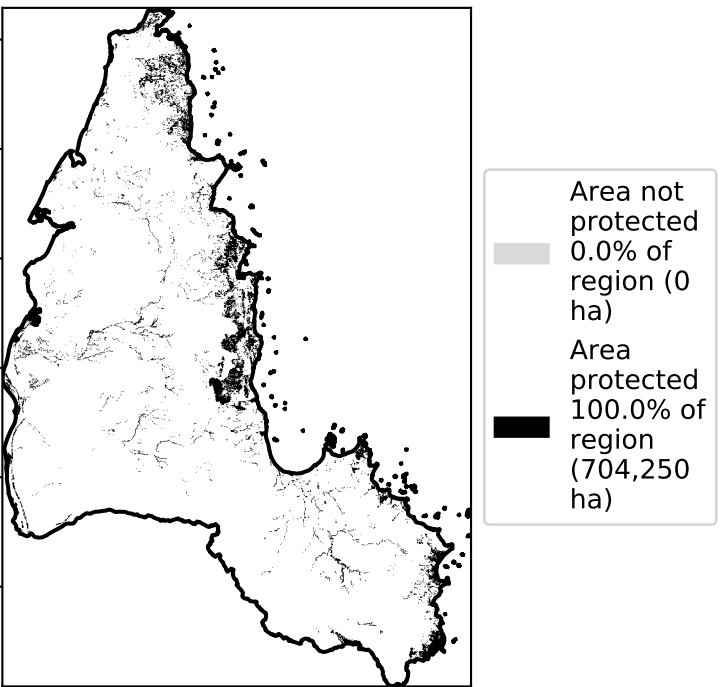 Area not
protected
0.0% of
region (0
ha)
Area
protected
100.0% of
region
(704,250
ha)